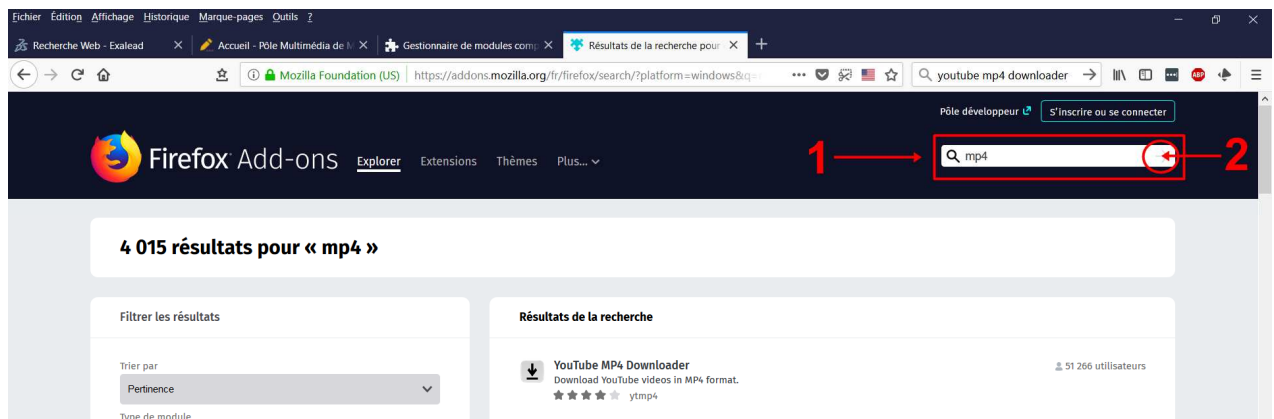 Fichier Édition Affichage Historique Marque-pages Outils ?
Recherche Web - Exalead Accueil - Pôle Multimédia de M Gestionnaire de modules comp Résultats de la recherche pour
Mozilla Foundation (US) https://addons.mozilla.org/fr/firefox/search/?platform=windows&q= youtube mp4 downloader ABP
Pôle développeur S'inscrire ou se connecter
Firefox Add-ons Explorer Extensions Thèmes Plus... 1 mp4 2
4 015 résultats pour « mp4 »
Filtrer les résultats
Résultats de la recherche
Trier par
Pertinence
Type de module
YouTube MP4 Downloader
51 266 utilisateurs
Download YouTube videos in MP4 format.
ytmp4